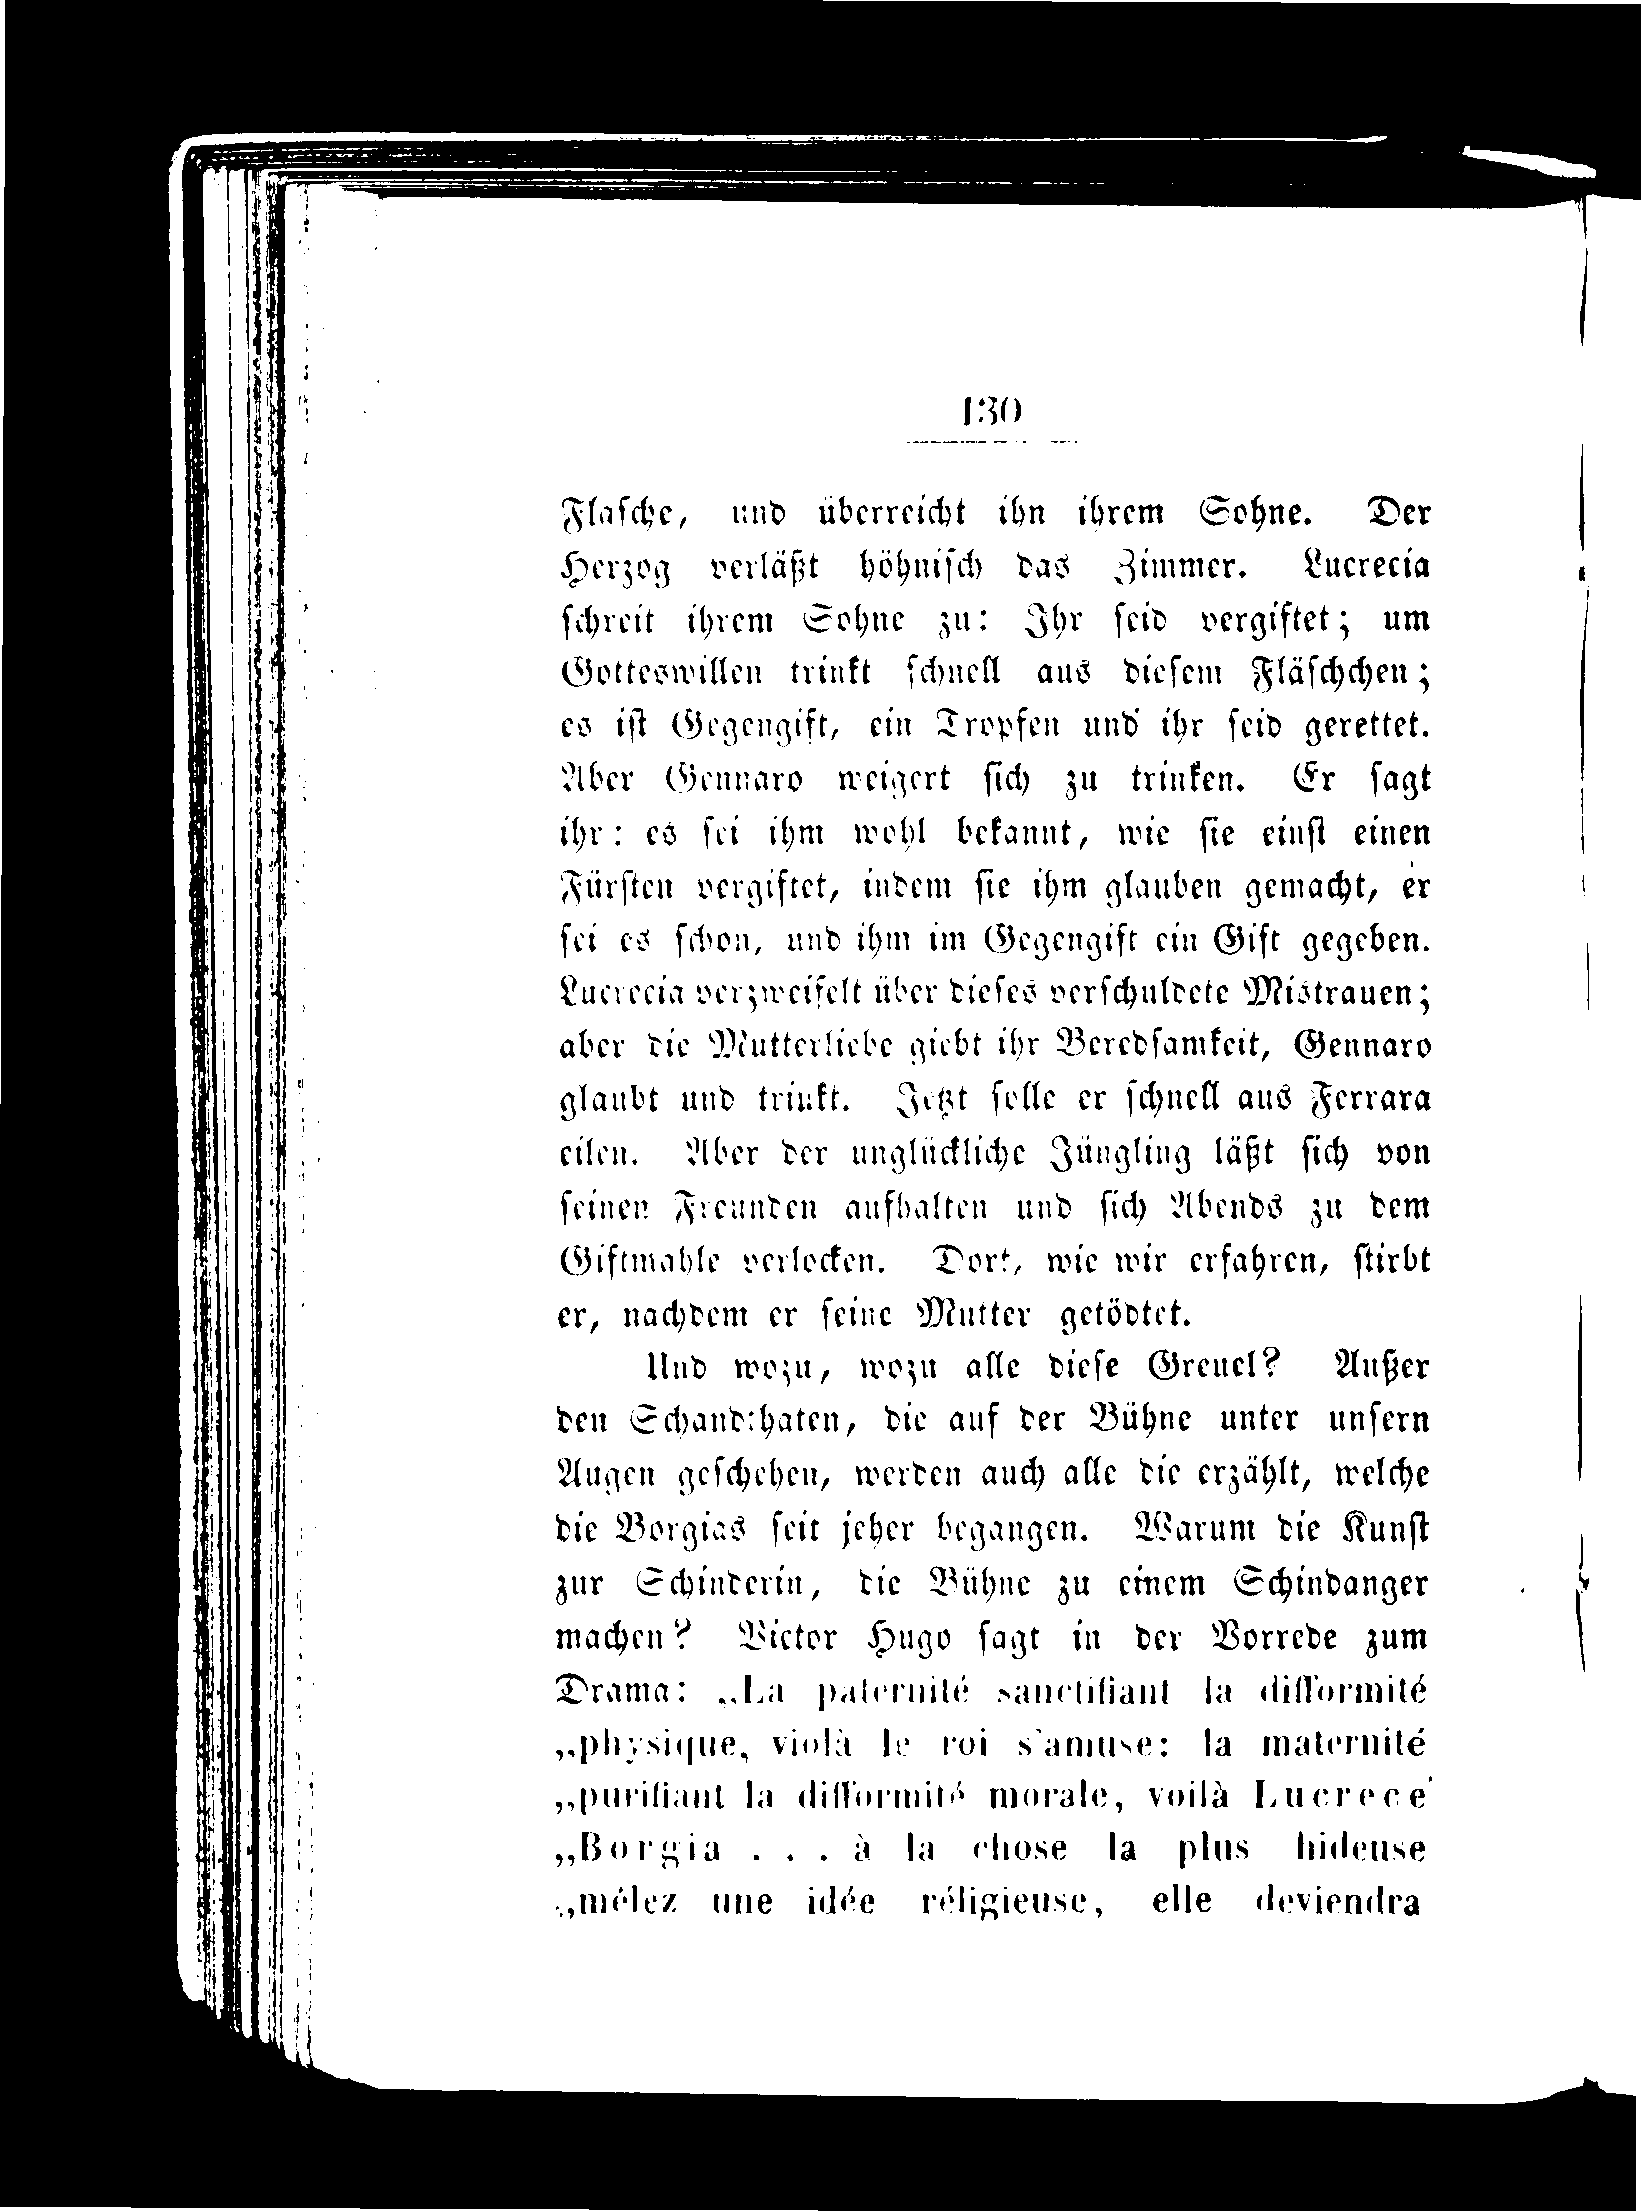 130
Flasche, und überreicht ihn ihrem Sohne. Der
Herzog verläßt höhnisch das Zimmer. Lucrecia
schreit ihrem Sohne zu: Ihr seid vergiftet; um
Gotteswillen trinkt schnell aus diesem Fläschchen;
es ist Gegengift, ein Tropfen und ihr seid gerettet.
Aber Gennaro weigert sich zu trinken. Er sagt
ihr: es sei ihm wohl bekannt, wie sie einst einen
Fürsten vergiftet, indem sie ihm glauben gemacht, er
sei es schon, und ihm im Gegengift ein Gift gegeben.
Lucrecia verzweifelt über dieses verschuldete Mistrauen;
aber die Mutterliebe giebt ihr Beredsamkeit, Gennaro
glaubt und trinkt. Jetzt solle er schnell aus Ferrara
eilen. Aber der unglückliche Jüngling läßt sich von
seinen Freunden aufhalten und sich Abends zu dem
Giftmahle verlocken. Dort, wie wir erfahren, stirbt
er, nachdem er seine Mutter getödtet.
Und wozu, wozu alle diese Greuel? Außer
den Schandthaten, die auf der Bühne unter unsern
Augen geschehen, werden auch alle die erzählt, welche
die Borgias seit jeher begangen. Warum die Kunst
zur Schinderin, die Bühne zu einem Schindanger
machen? Victor Hugo sagt in der Vorrede zum
Drama: „La paternité sanctifiant la difformité
„physique, violà le roi s'amuse: la maternité
„purifiant la difformité morale, voilà Lucrece
„Borgia . . . à la chose la plus hideuse
„mélez une idée réligieuse, elle deviendra